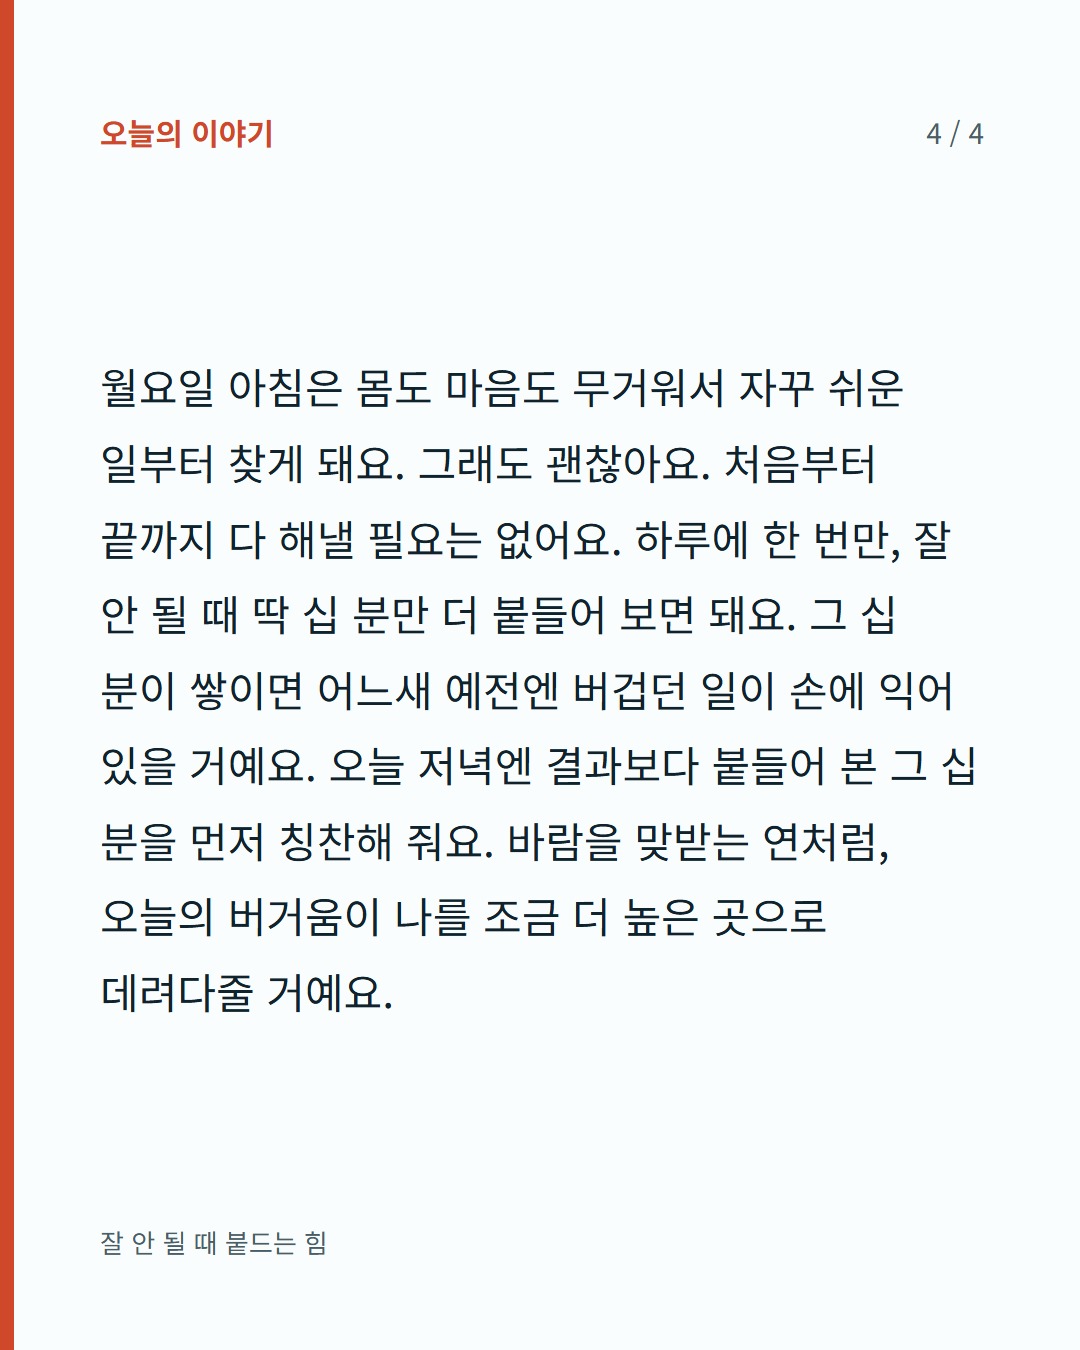 오늘의 이야기
4 / 4
월요일 아침은 몸도 마음도 무거워서 자꾸 쉬운
일부터 찾게 돼요. 그래도 괜찮아요. 처음부터
끝까지 다 해낼 필요는 없어요. 하루에 한 번만, 잘
안 될 때 딱 십 분만 더 붙들어 보면 돼요. 그 십
분이 쌓이면 어느새 예전엔 버겁던 일이 손에 익어
있을 거예요. 오늘 저녁엔 결과보다 붙들어 본 그 십
분을 먼저 칭찬해 줘요. 바람을 맞받는 연처럼,
오늘의 버거움이 나를 조금 더 높은 곳으로
데려다줄 거예요.
잘 안 될 때 붙드는 힘